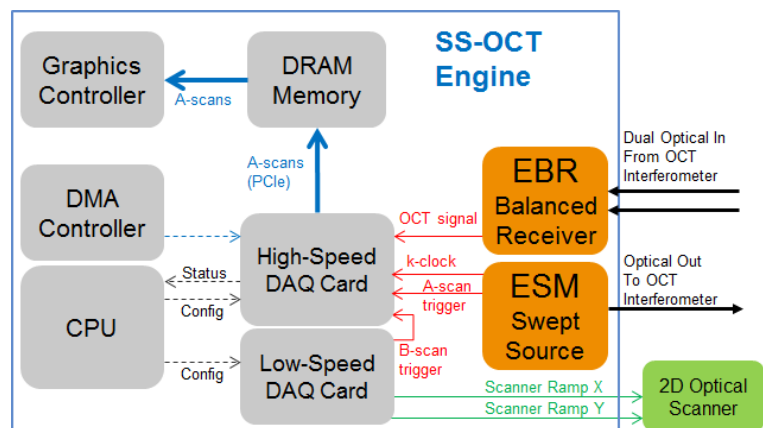 SS-OCT
Engine
Graphics
Controller
A-scans
DRAM
Memory
A-scans
(PCIe)
DMA
Controller
CPU
Status
Config
Config
High-Speed
DAQ Card
Low-Speed
DAQ Card
OCT signal
k-clock
A-scan
trigger
B-scan
trigger
EBR
Balanced
Receiver
ESM
Swept
Source
Dual Optical In
From OCT
Interferometer
Optical Out
To OCT
Interferometer
Scanner Ramp X
Scanner Ramp Y
2D Optical
Scanner